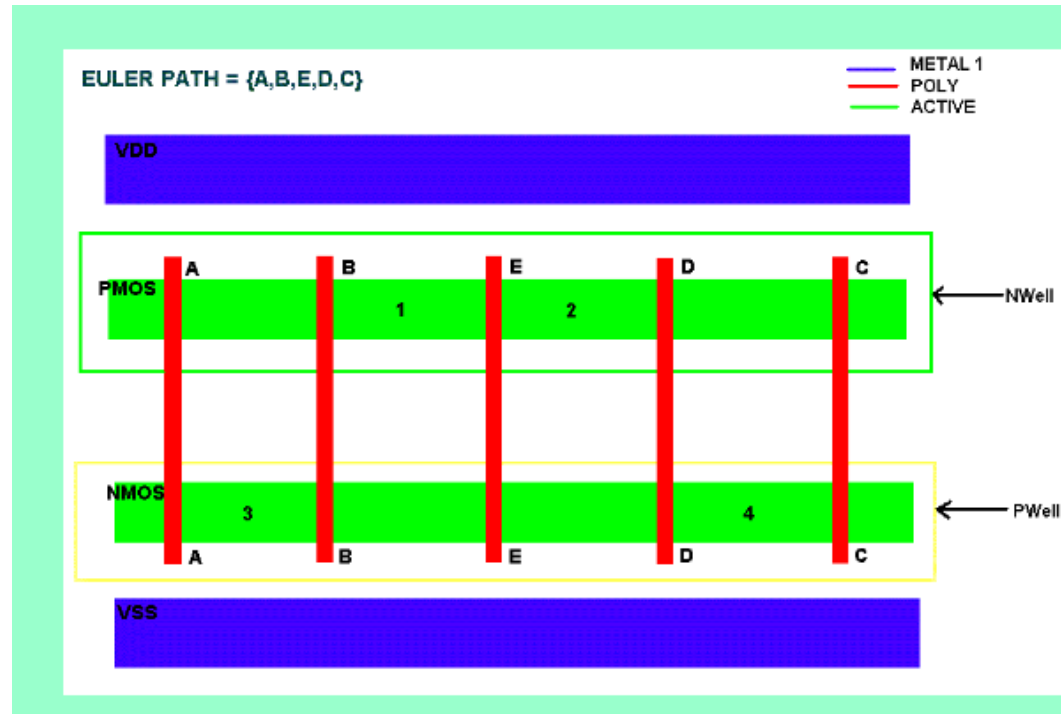 EULER PATH = {A,B,E,D,C}
METAL 1
POLY
ACTIVE
VDD
A B E D C
PMOS
1 2
NWell
NMOS
3 4
PWell
A B E D C
VSS